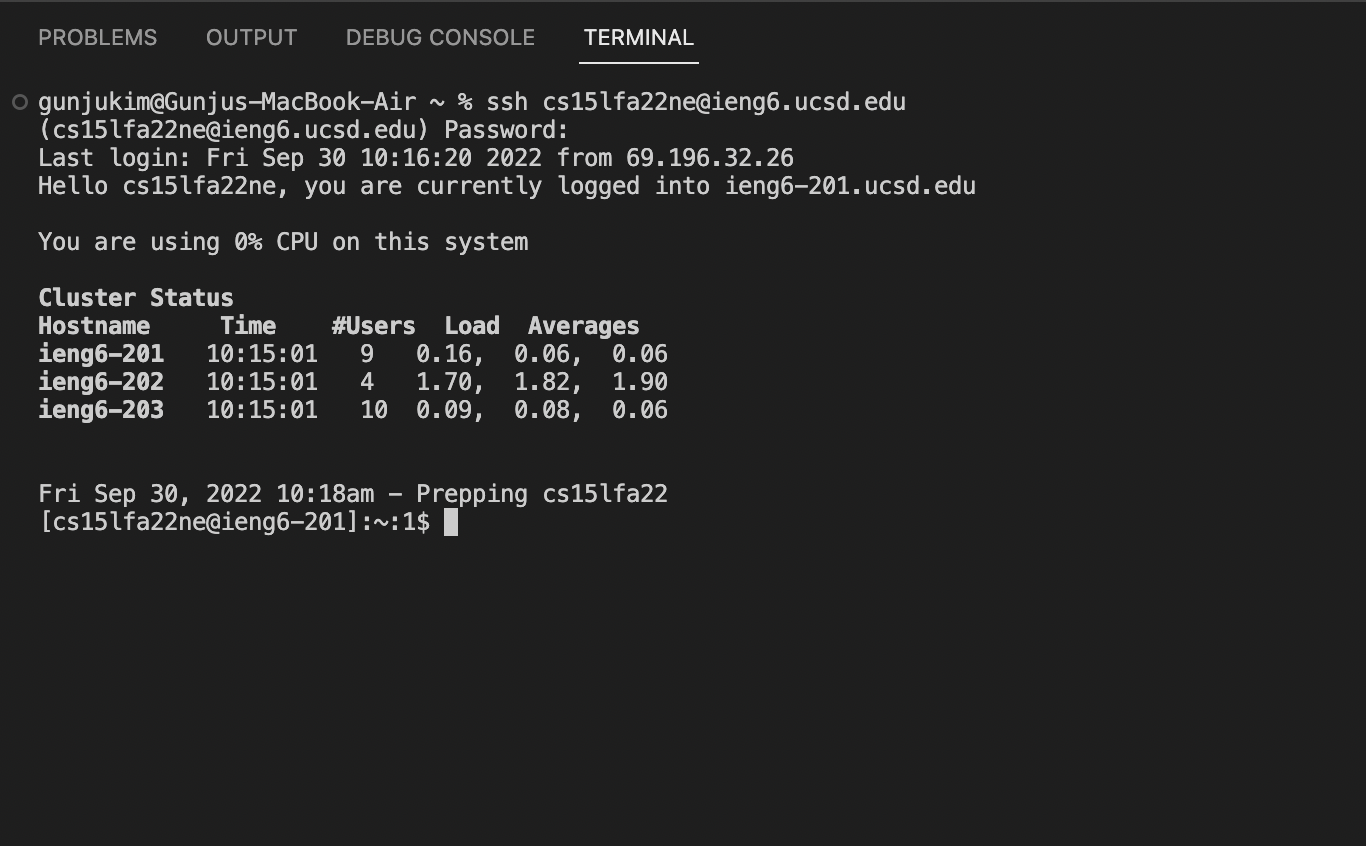 PROBLEMS OUTPUT DEBUG CONSOLE TERMINAL
gunjukim@Gunjus-MacBook-Air ~ % ssh cs15lfa22ne@ieng6.ucsd.edu
(cs15lfa22ne@ieng6.ucsd.edu) Password:
Last login: Fri Sep 30 10:16:20 2022 from 69.196.32.26
Hello cs15lfa22ne, you are currently logged into ieng6-201.ucsd.edu
You are using 0% CPU on this system
Cluster Status
Hostname     Time    #Users  Load  Averages
ieng6-201   10:15:01   9   0.16,  0.06,  0.06
ieng6-202   10:15:01   4   1.70,  1.82,  1.90
ieng6-203   10:15:01   10  0.09,  0.08,  0.06
Fri Sep 30, 2022 10:18am - Prepping cs15lfa22
[cs15lfa22ne@ieng6-201]:~:1$